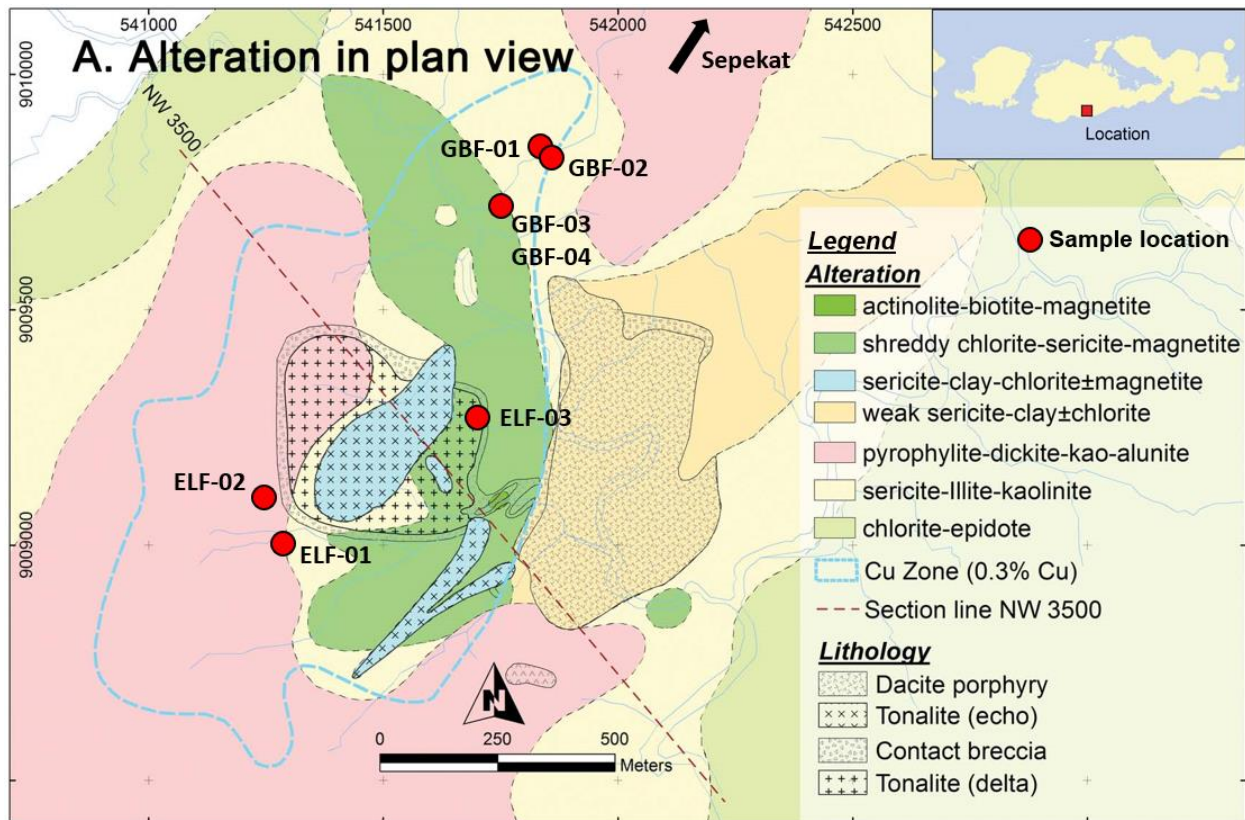 541000
541500
542000
542500
A. Alteration in plan view
Sepekat
Location
9010000
NW 3500
GBF-01
GBF-02
GBF-03
GBF-04
9009500
ELF-03
ELF-02
ELF-01
9009000
N
0 250 500
Meters
Legend
Sample location
Alteration
actinolite-biotite-magnetite
shreddy chlorite-sericite-magnetite
sericite-clay-chlorite±magnetite
weak sericite-clay±chlorite
pyrophylite-dickite-kao-alunite
sericite-Illite-kaolinite
chlorite-epidote
Cu Zone (0.3% Cu)
Section line NW 3500
Lithology
Dacite porphyry
Tonalite (echo)
Contact breccia
Tonalite (delta)